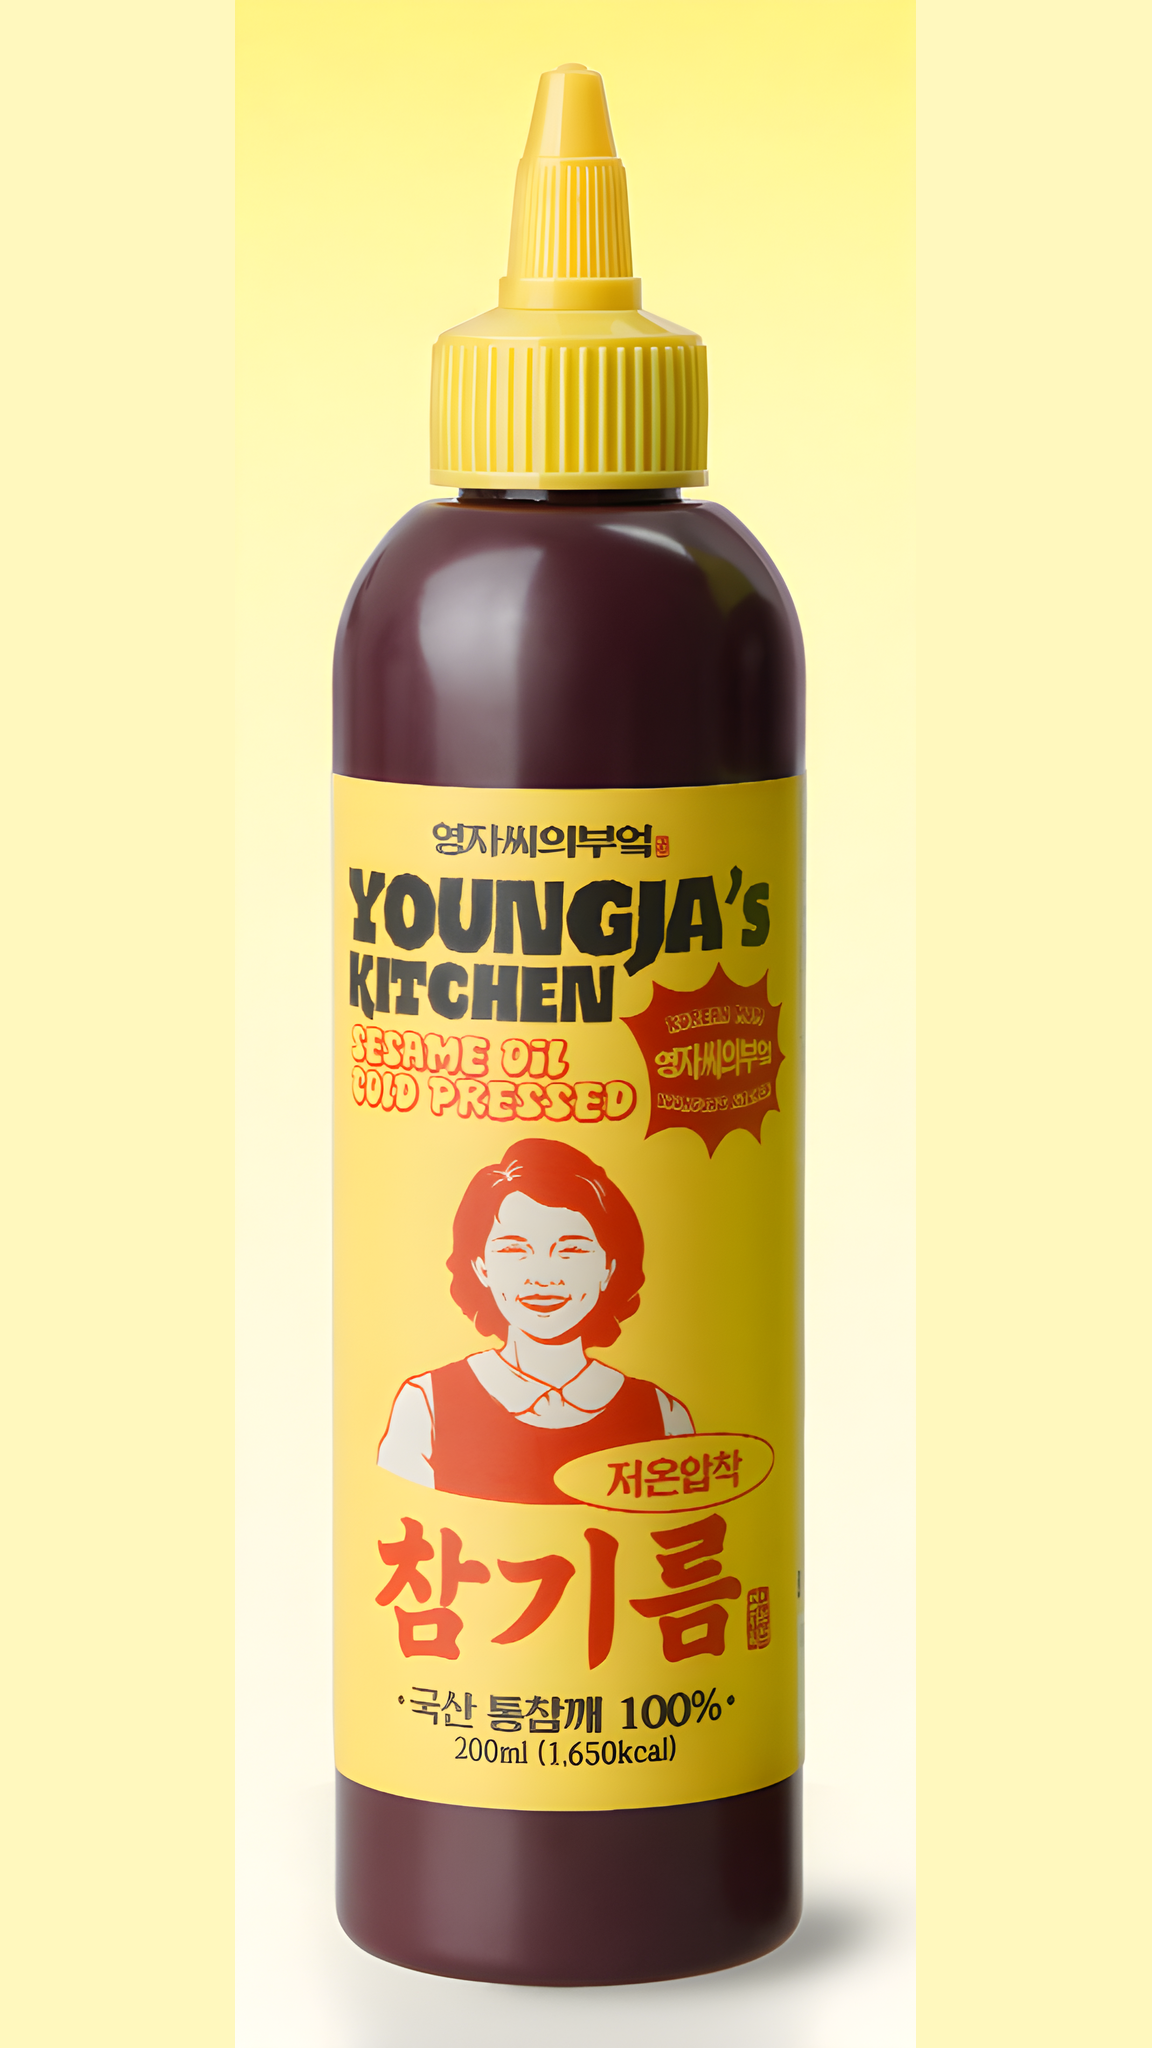 영자씨의부엌
YOUNGJA's
KITCHEN
SESAME OiL
COLD PRESSED
KOREAN MUM
영자씨의부엌
저온압착
참기름
·국산 통참깨 100%·
200ml (1,650kcal)